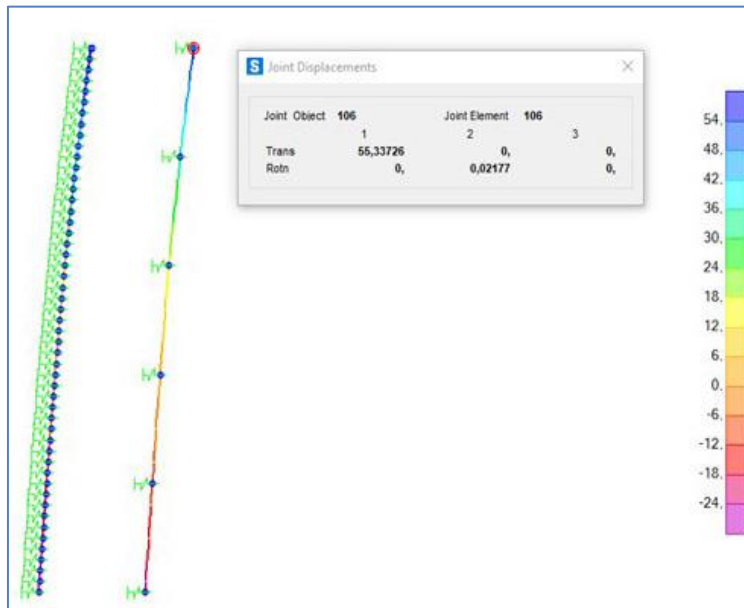 S Joint Displacements
Joint Object 106 Joint Element 106
1 2 3
Trans 55,33726 0, 0,
Rotn 0, 0,02177 0,
54,
48,
42,
36,
30,
24,
18,
12,
6,
0,
-6,
-12,
-18,
-24,